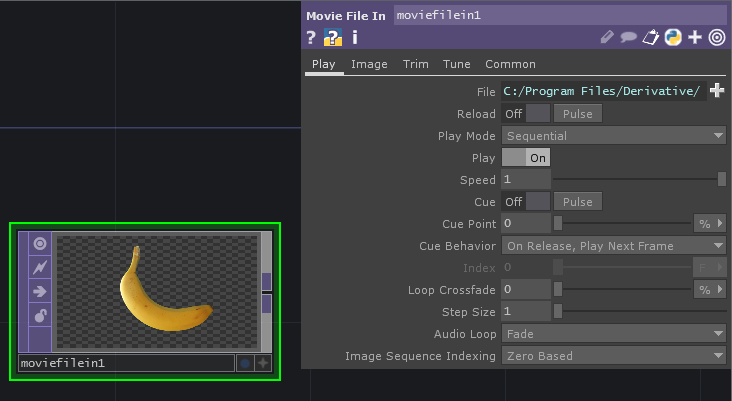 Movie File In moviefilein1
? ? i
Play Image Trim Tune Common
File C:/Program Files/Derivative/
Reload Off Pulse
Play Mode Sequential
Play On
Speed 1
Cue Off Pulse
Cue Point 0 %
Cue Behavior On Release, Play Next Frame
Index 0 F
Loop Crossfade 0 %
Step Size 1
Audio Loop Fade
Image Sequence Indexing Zero Based
moviefilein1